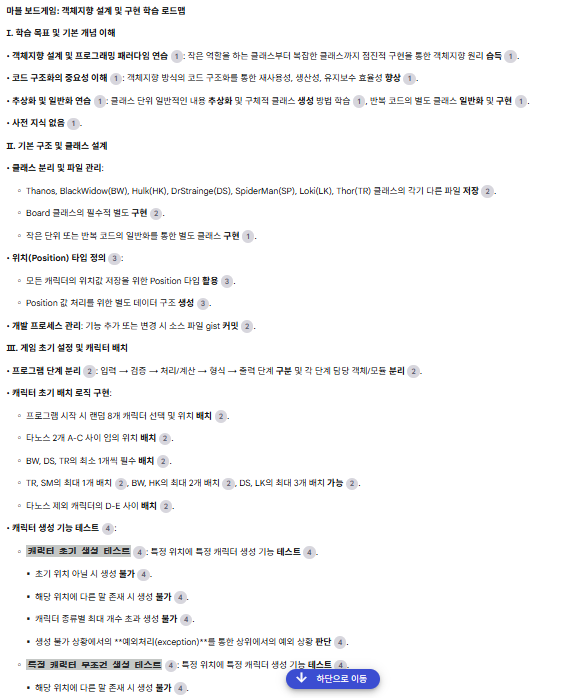 마블 보드게임: 객체지향 설계 및 구현 학습 로드맵
I. 학습 목표 및 기본 개념 이해
• 객체지향 설계 및 프로그래밍 패러다임 연습 1: 작은 역할을 하는 클래스부터 복잡한 클래스까지 점진적 구현을 통한 객체지향 원리 습득 1.
• 코드 구조화의 중요성 이해 1: 객체지향 방식의 코드 구조화를 통한 재사용성, 생산성, 유지보수 효율성 향상 1.
• 추상화 및 일반화 연습 1: 클래스 단위 일반적인 내용 추상화 및 구체적 클래스 생성 방법 학습 1, 반복 코드의 별도 클래스 일반화 및 구현 1.
• 사전 지식 없음 1.
II. 기본 구조 및 클래스 설계
• 클래스 분리 및 파일 관리:
◦ Thanos, BlackWidow(BW), Hulk(HK), DrStrainge(DS), SpiderMan(SP), Loki(LK), Thor(TR) 클래스의 각기 다른 파일 저장 2.
◦ Board 클래스의 필수적 별도 구현 2.
◦ 작은 단위 또는 반복 코드의 일반화를 통한 별도 클래스 구현 1.
• 위치(Position) 타입 정의 3:
◦ 모든 캐릭터의 위치값 저장을 위한 Position 타입 활용 3.
◦ Position 값 처리를 위한 별도 데이터 구조 생성 3.
• 개발 프로세스 관리: 기능 추가 또는 변경 시 소스 파일 gist 커밋 2.
III. 게임 초기 설정 및 캐릭터 배치
• 프로그램 단계 분리 2: 입력 → 검증 → 처리/계산 → 형식 → 출력 단계 구분 및 각 단계 담당 객체/모듈 분리 2.
• 캐릭터 초기 배치 로직 구현:
◦ 프로그램 시작 시 랜덤 8개 캐릭터 선택 및 위치 배치 2.
◦ 타노스 2개 A-C 사이 임의 위치 배치 2.
◦ BW, DS, TR의 최소 1개씩 필수 배치 2.
◦ TR, SM의 최대 1개 배치 2, BW, HK의 최대 2개 배치 2, DS, LK의 최대 3개 배치 가능 2.
◦ 타노스 제외 캐릭터의 D-E 사이 배치 2.
• 캐릭터 생성 기능 테스트 4:
◦ 캐릭터 초기 생성 테스트 4: 특정 위치에 특정 캐릭터 생성 기능 테스트 4.
▪ 초기 위치 아닐 시 생성 불가 4.
▪ 해당 위치에 다른 말 존재 시 생성 불가 4.
▪ 캐릭터 종류별 최대 개수 초과 생성 불가 4.
▪ 생성 불가 상황에서의 **예외처리(exception)**를 통한 상위에서의 예외 상황 판단 4.
◦ 특정 캐릭터 무조건 생성 테스트 4: 특정 위치에 특정 캐릭터 생성 기능 테스트 4.
하단으로 이동
▪ 해당 위치에 다른 말 존재 시 생성 불가 4.